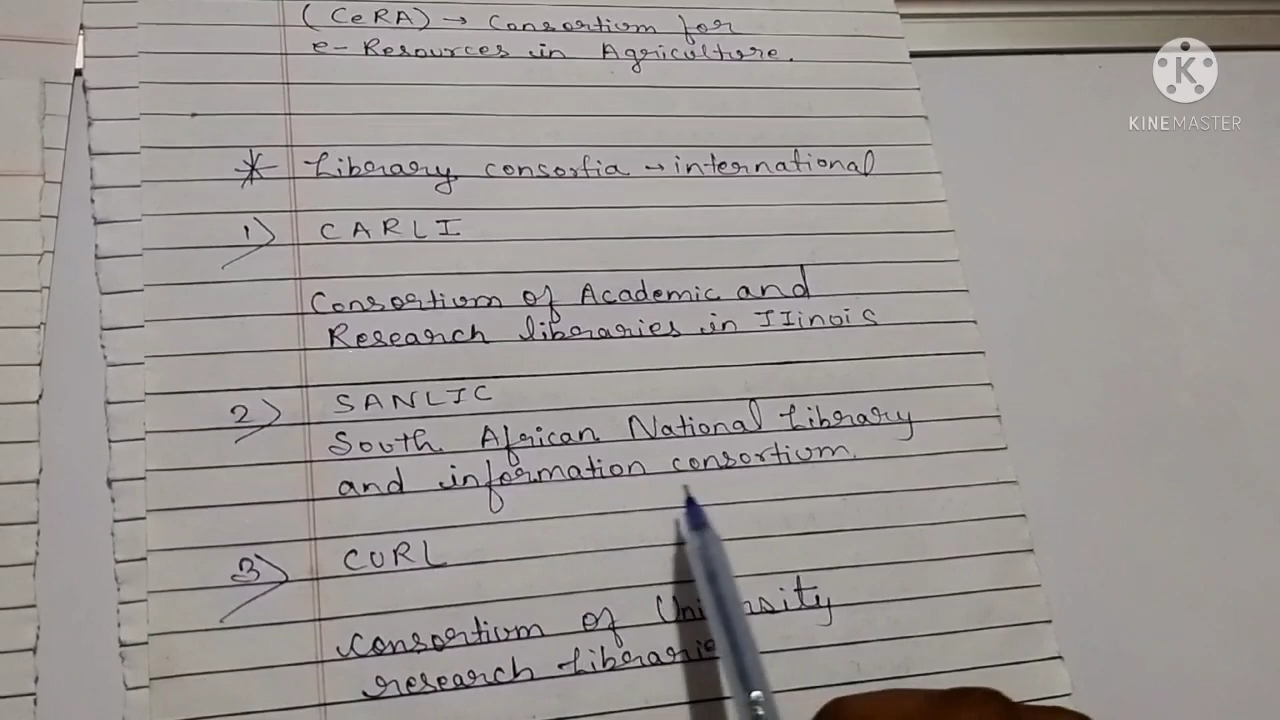 (CeRA) → Consortium for
e-Resources in Agriculture.
* Library consortia → international
1) CARLI
Consortium of Academic and
Research libraries in IIinois
2) SANLIC
South African National Library
and information consortium.
3) CURL
Consortium of University
research Libraries
K
KINEMASTER